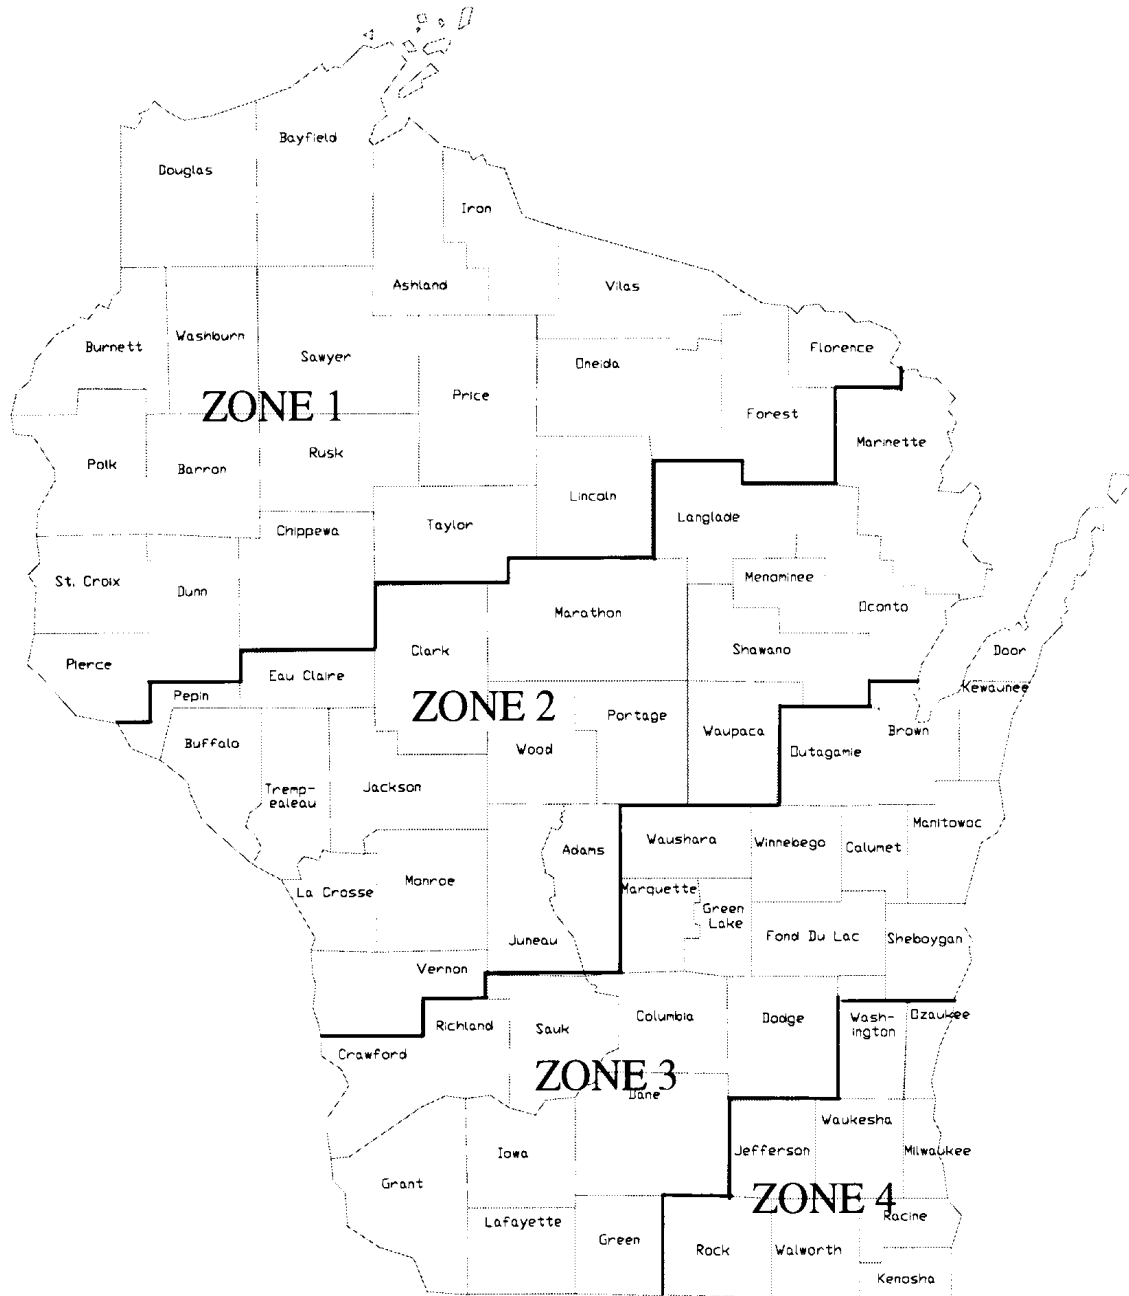 Bayfield
Douglas
Iron
Ashland
Vilas
Burnett
Washburn
Sawyer
Florence
Oneida
Price
ZONE 1
Forest
Marinette
Polk
Barron
Rusk
Lincoln
Langlade
Taylor
Chippewa
St. Croix
Dunn
Menominee
Oconto
Marathon
Clark
Shawano
Door
Pierce
Eau Claire
Pepin
Kewaunee
ZONE 2
Portage
Waupaca
Brown
Buffalo
Wood
Outagamie
Jackson
Tremp-
ealeau
Manitowoc
Waushara
Winnebego
Calumet
Adams
Monroe
La Crosse
Marquette
Green
Lake
Juneau
Fond Du Lac
Sheboygan
Vernon
Richland
Sauk
Columbia
Dodge
Wash-
ington
Ozaukee
Crawford
ZONE 3
Dane
Waukesha
Iowa
Jefferson
Milwaukee
Grant
ZONE 4
Lafayette
Green
Rock
Walworth
Racine
Kenosha